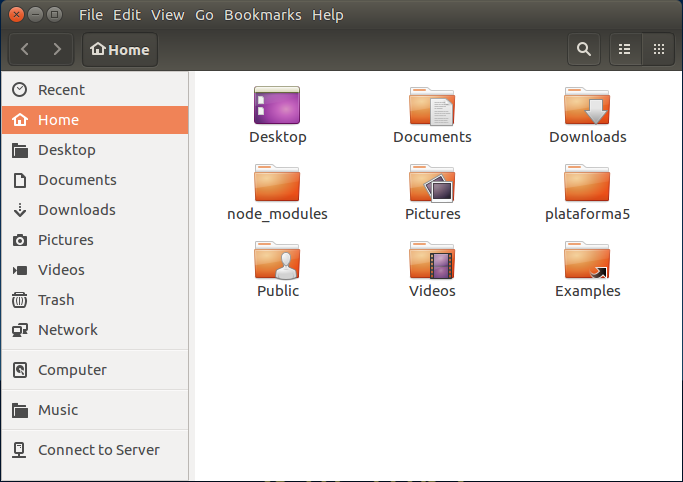 File Edit View Go Bookmarks Help
Home
Recent
Home
Desktop
Documents
Downloads
Pictures
Videos
Trash
Network
Computer
Music
Connect to Server
Desktop Documents Downloads
node_modules Pictures plataforma5
Public Videos Examples